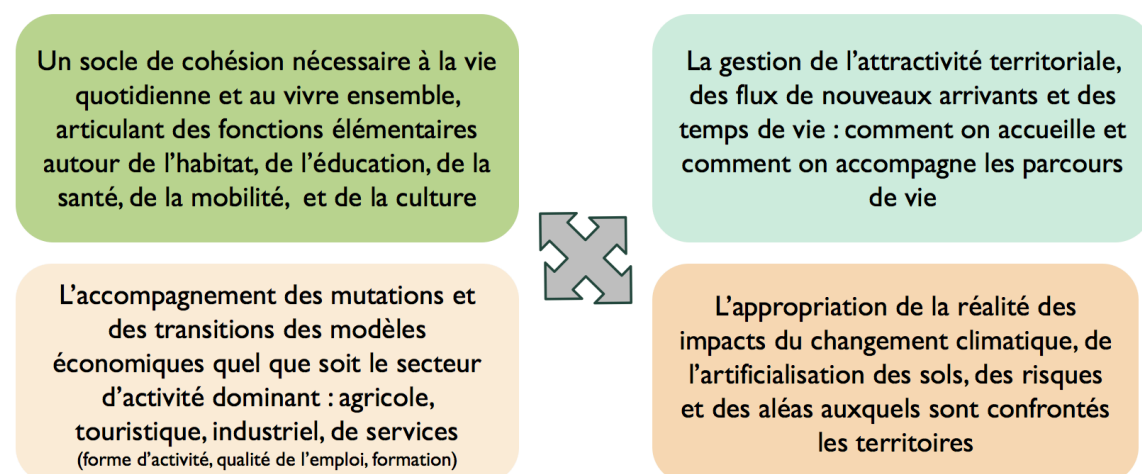 Un socle de cohésion nécessaire à la vie
quotidienne et au vivre ensemble,
articulant des fonctions élémentaires
autour de l'habitat, de l'éducation, de la
santé, de la mobilité, et de la culture
La gestion de l'attractivité territoriale,
des flux de nouveaux arrivants et des
temps de vie : comment on accueille et
comment on accompagne les parcours
de vie
L'accompagnement des mutations et
des transitions des modèles
économiques quel que soit le secteur
d'activité dominant : agricole,
touristique, industriel, de services
(forme d'activité, qualité de l'emploi, formation)
L'appropriation de la réalité des
impacts du changement climatique, de
l'artificialisation des sols, des risques
et des aléas auxquels sont confrontés
les territoires